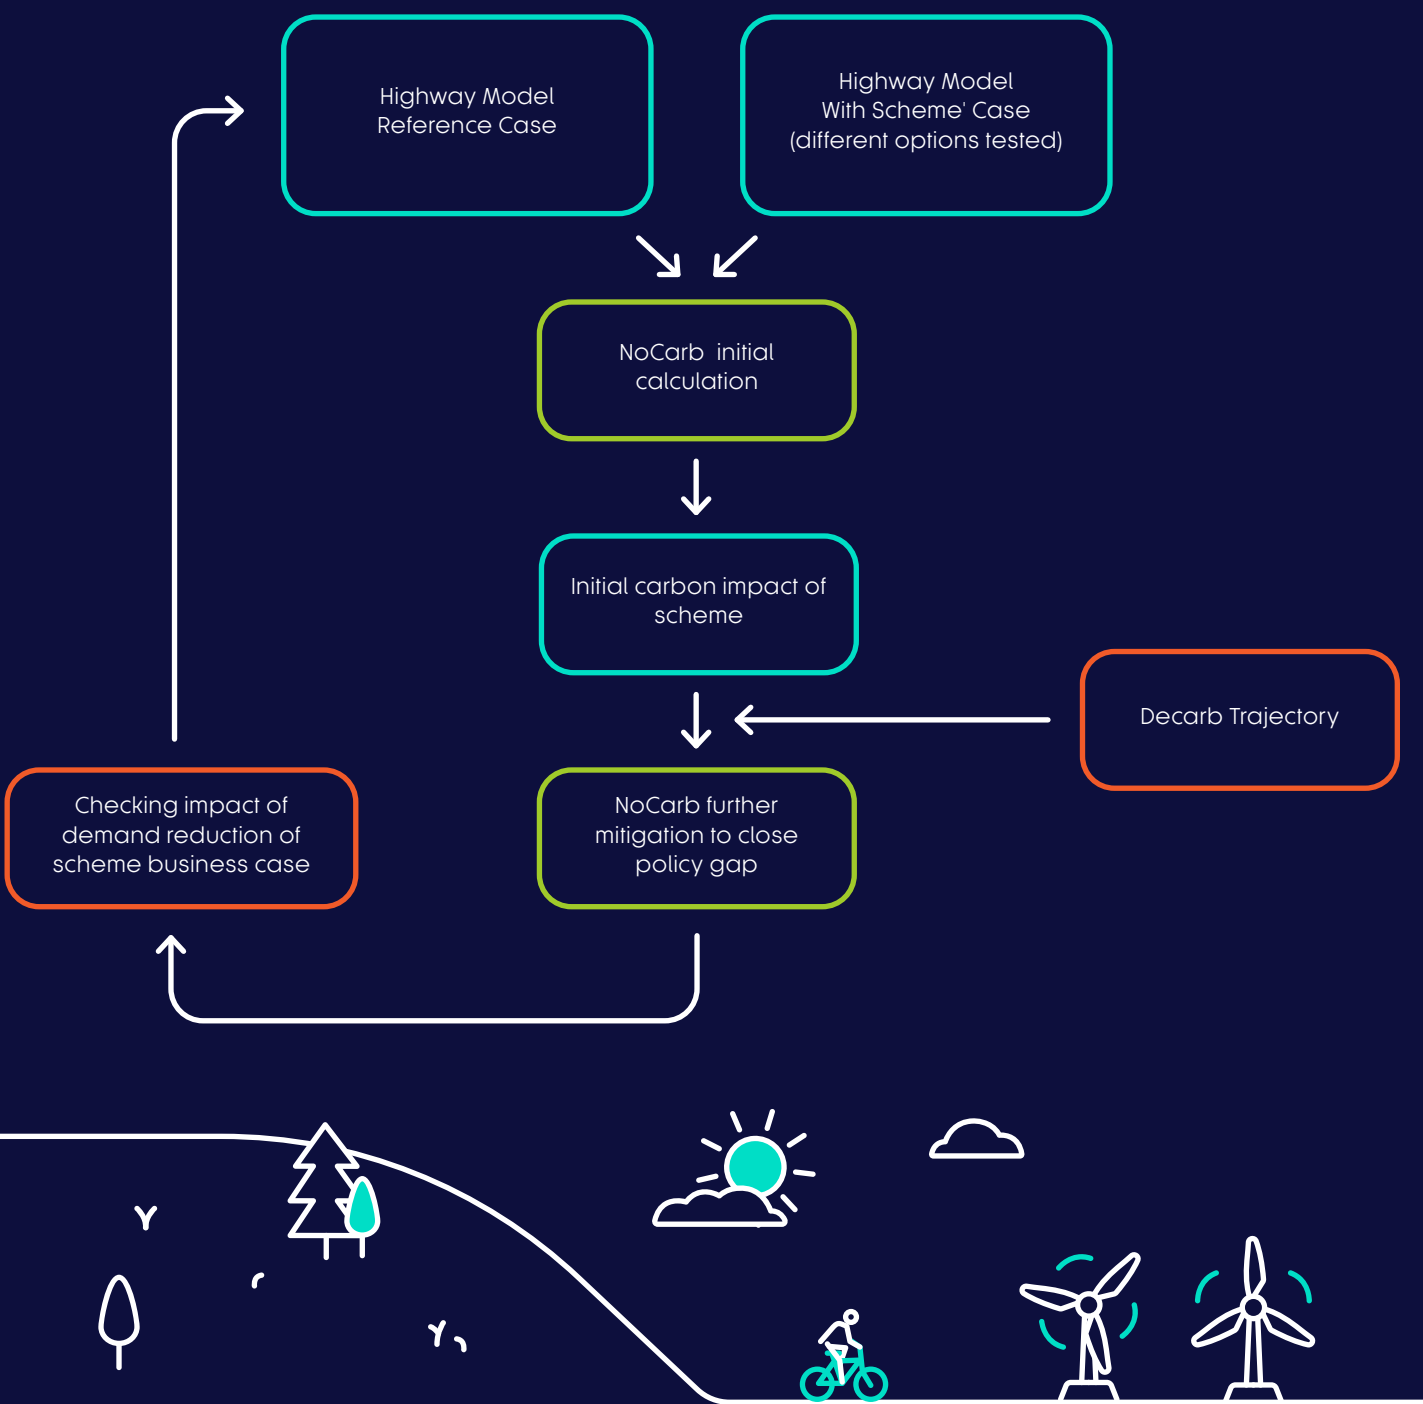 Highway Model
Reference Case
Highway Model
With Scheme' Case
(different options tested)
NoCarb initial
calculation
Initial carbon impact of
scheme
Decarb Trajectory
Checking impact of
demand reduction of
scheme business case
NoCarb further
mitigation to close
policy gap